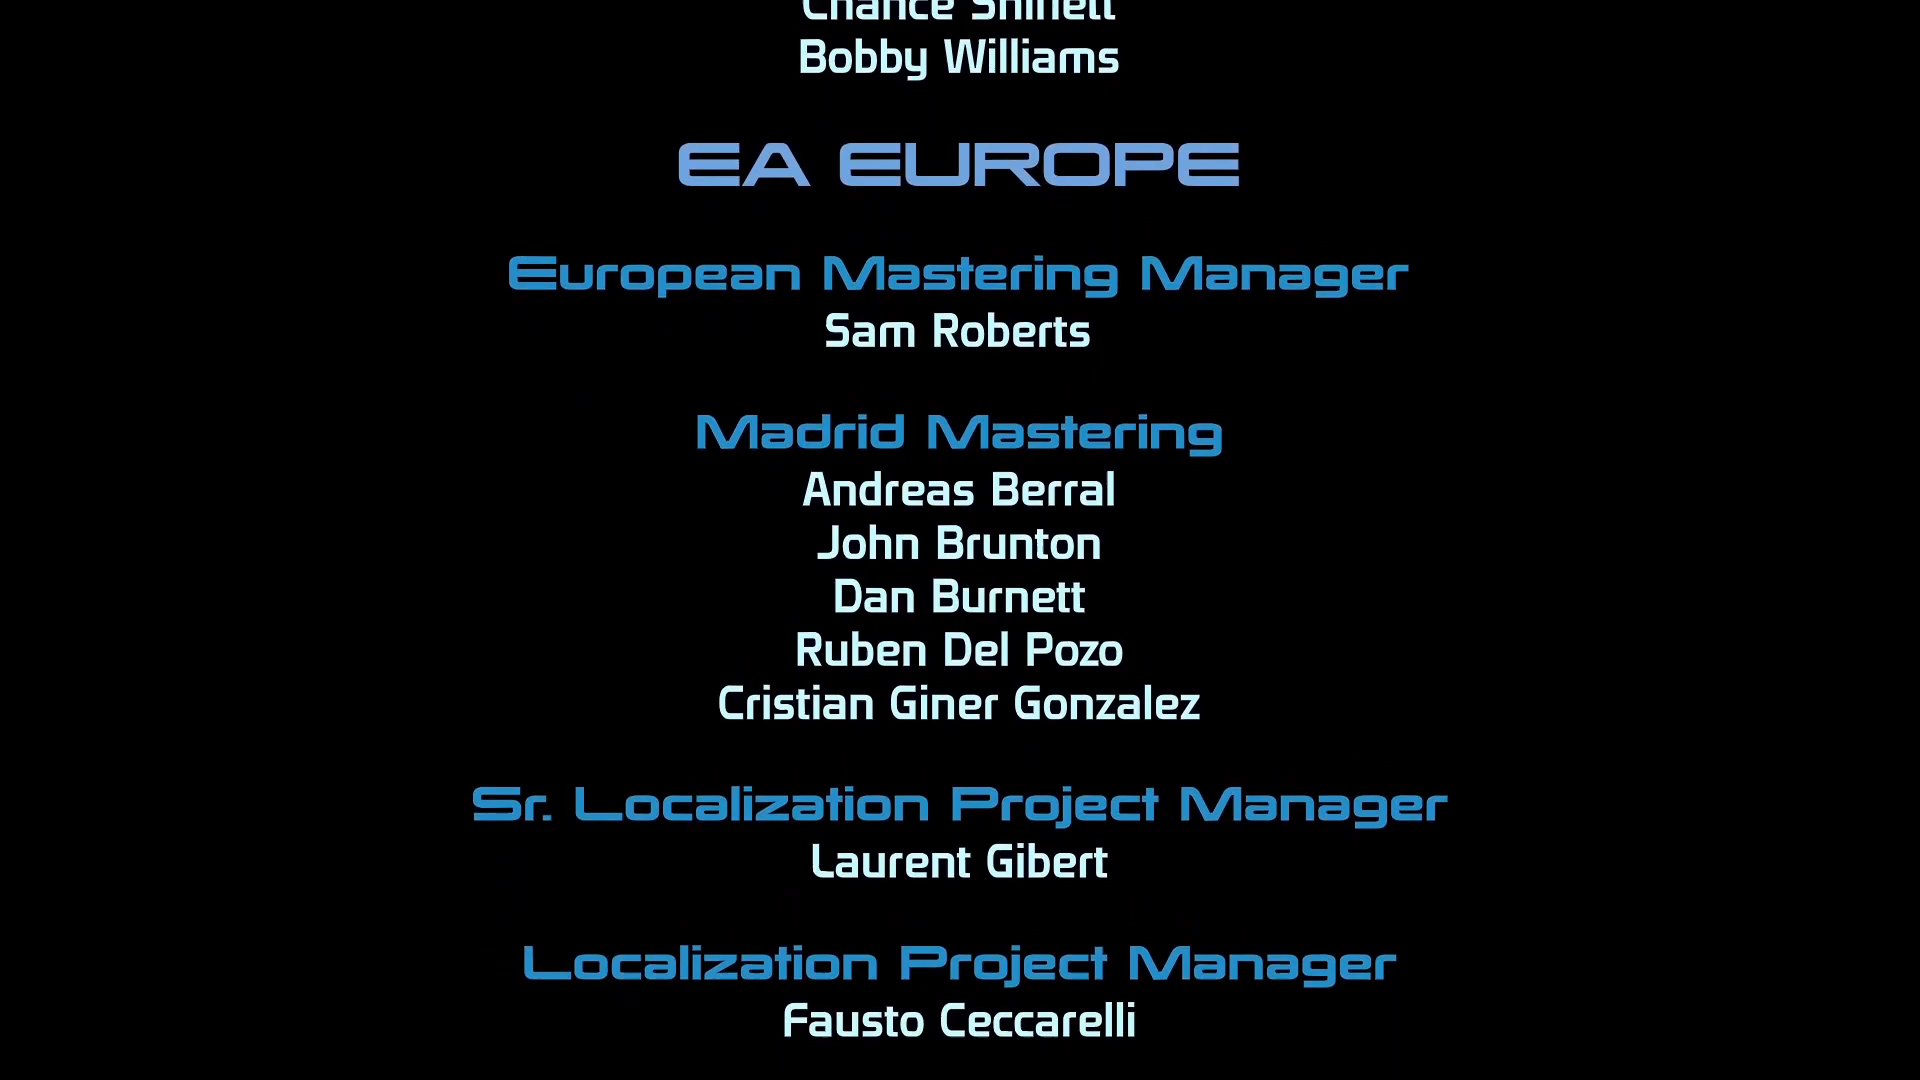 Bobby Williams
EA EUROPE
European Mastering Manager
Sam Roberts
Madrid Mastering
Andreas Berral
John Brunton
Dan Burnett
Ruben Del Pozo
Cristian Giner Gonzalez
Sr. Localization Project Manager
Laurent Gibert
Localization Project Manager
Fausto Ceccarelli